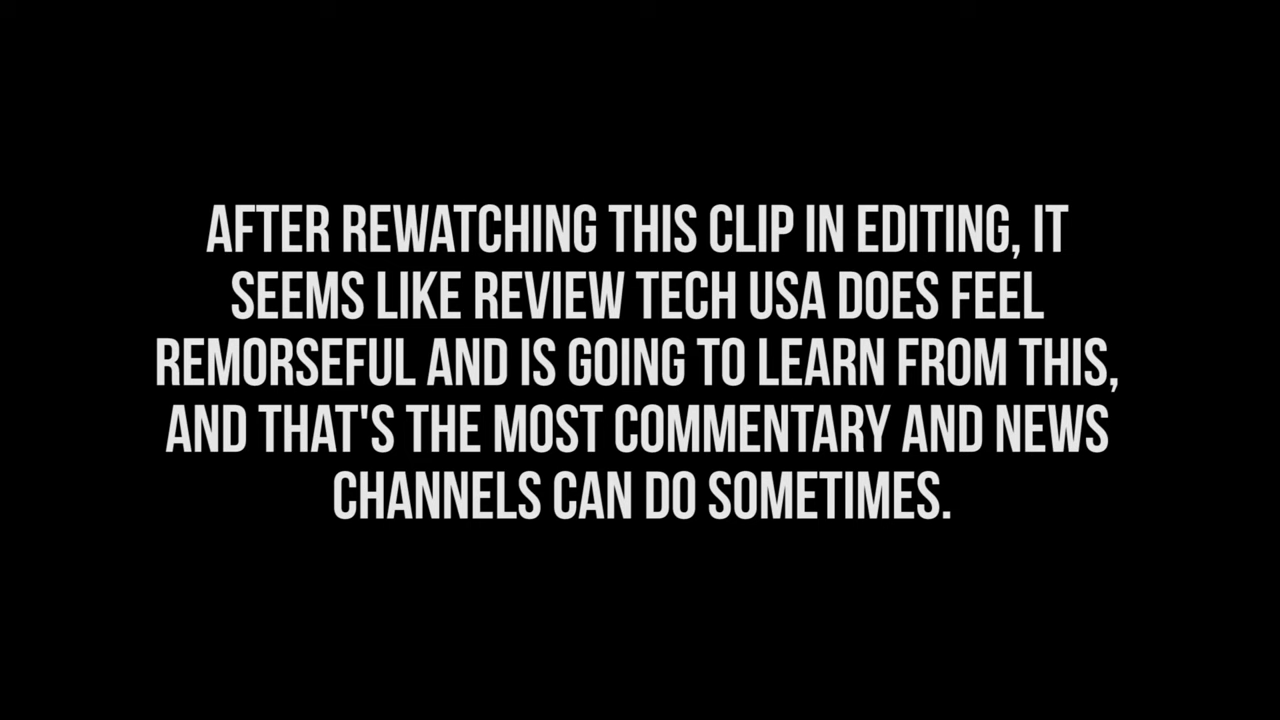 AFTER REWATCHING THIS CLIP IN EDITING, IT
SEEMS LIKE REVIEW TECH USA DOES FEEL
REMORSEFUL AND IS GOING TO LEARN FROM THIS,
AND THAT'S THE MOST COMMENTARY AND NEWS
CHANNELS CAN DO SOMETIMES.